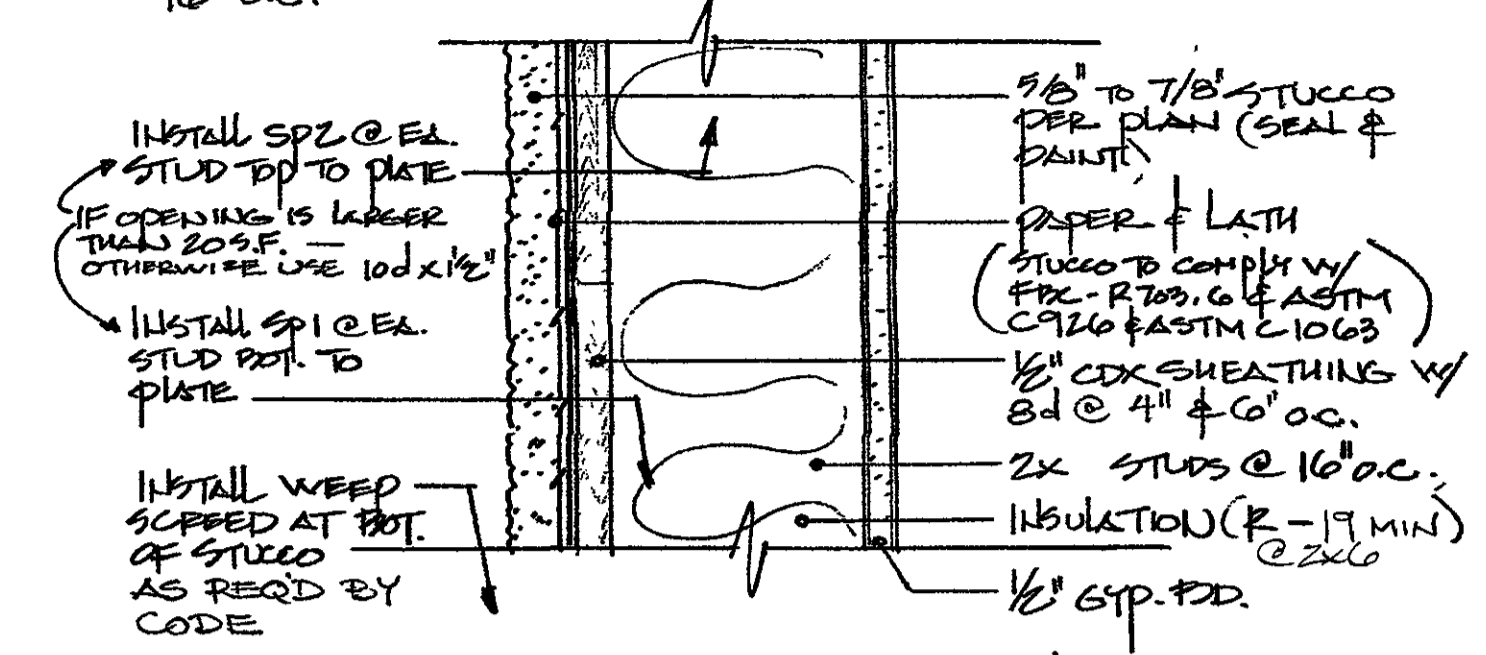 16" O.C.
INSTALL SP2 @ EA.
STUD TOP TO PLATE
IF OPENING IS LARGER
THAN 20 S.F. —
OTHERWISE USE 10d x 1½"
INSTALL SP1 @ EA.
STUD BOT. TO
PLATE
INSTALL WEEP
SCREED AT BOT.
OF STUCCO
AS REQ'D BY
CODE
5/8" TO 7/8" STUCCO
PER PLAN (SEAL &
PAINT)
PAPER & LATH
(STUCCO TO COMPLY W/
FBC-R703.6 & ASTM
C926 & ASTM C1063)
1/2" CDX SHEATHING W/
8d @ 4" & 6" O.C.
2x STUDS @ 16" O.C.
INSULATION (R-19 MIN)
@ 2x6
1/2" GYP. BD.